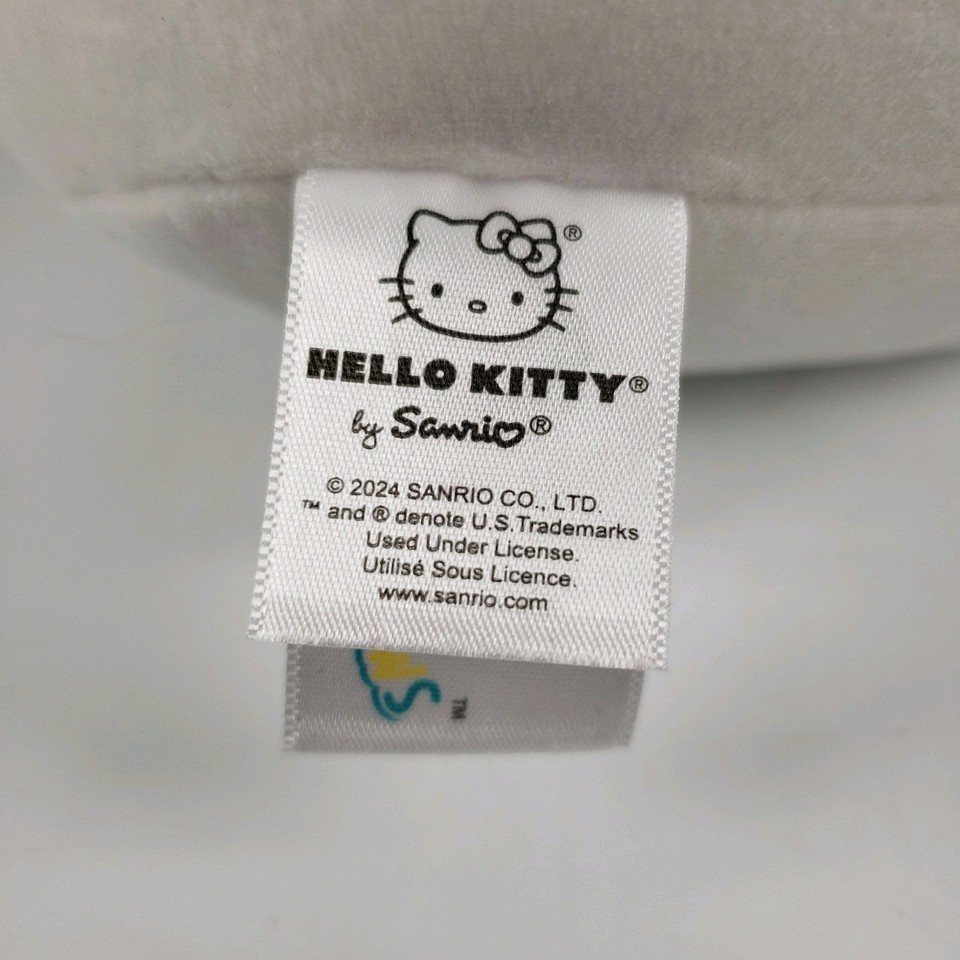 ®
HELLO KITTY®
by Sanrio®
© 2024 SANRIO CO., LTD.
™ and ® denote U.S.Trademarks
Used Under License.
Utilisé Sous Licence.
www.sanrio.com
TM